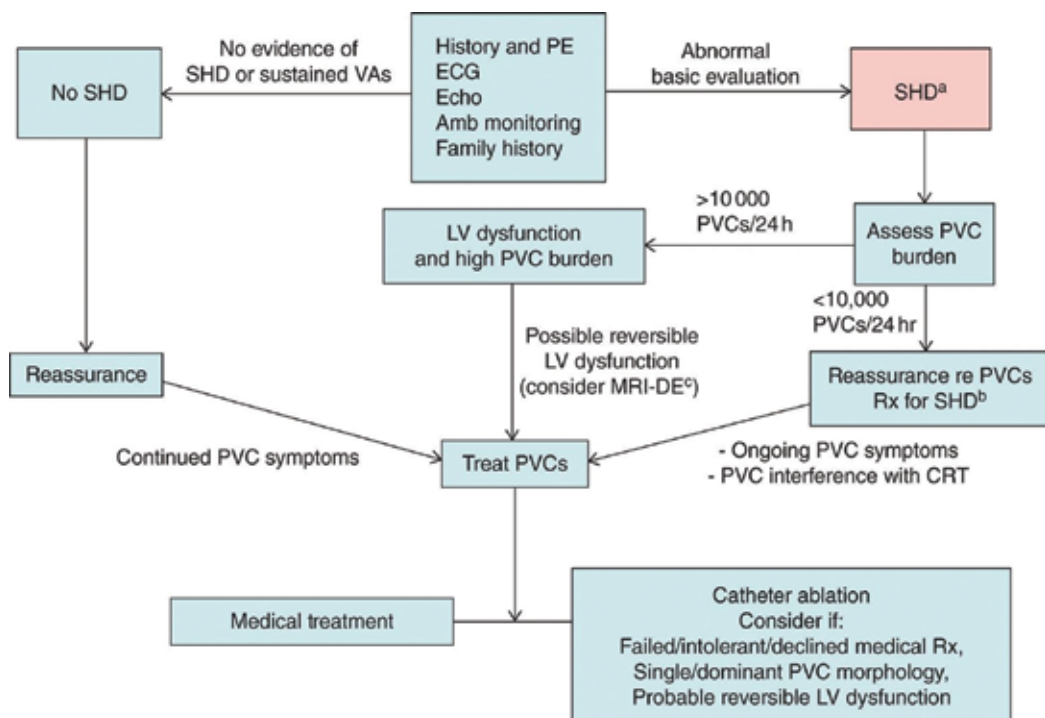 No evidence of
SHD or sustained VAs
History and PE
ECG
Echo
Amb monitoring
Family history
Abnormal
basic evaluation
No SHD
SHDᵃ
>10 000
PVCs/24 h
LV dysfunction
and high PVC burden
Assess PVC
burden
<10,000
PVCs/24 hr
Possible reversible
LV dysfunction
(consider MRI-DEᶜ)
Reassurance
Reassurance re PVCs
Rx for SHDᵇ
Continued PVC symptoms
Treat PVCs
- Ongoing PVC symptoms
- PVC interference with CRT
Medical treatment
Catheter ablation
Consider if:
Failed/intolerant/declined medical Rx,
Single/dominant PVC morphology,
Probable reversible LV dysfunction